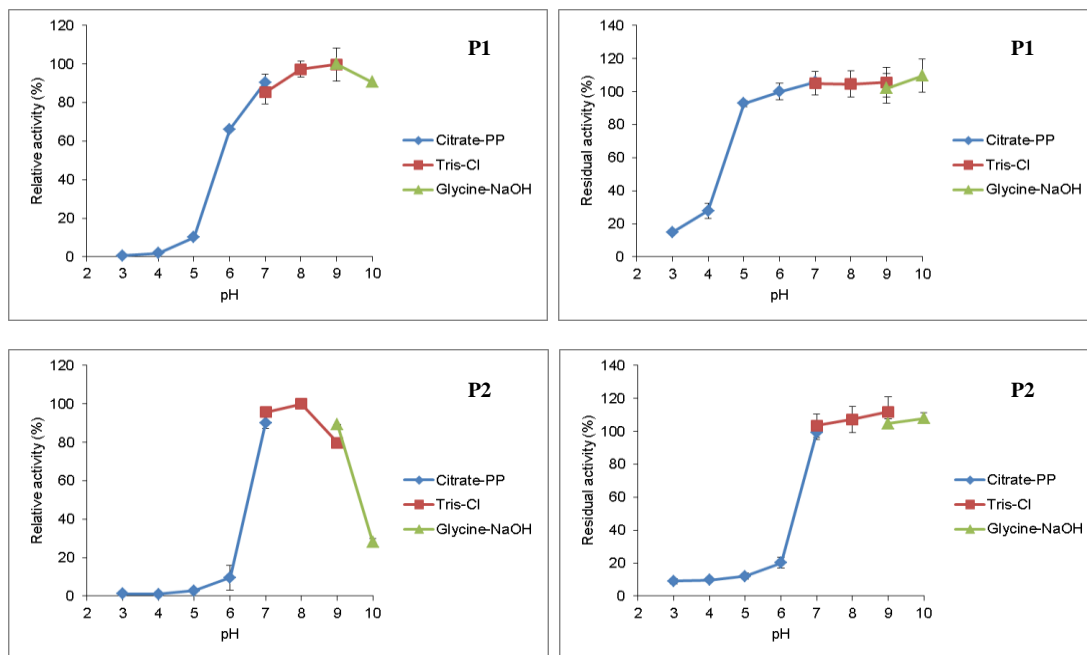 P1
Relative activity (%)
120
100
80
60
40
20
0
2 3 4 5 6 7 8 9 10
pH
Citrate-PP
Tris-Cl
Glycine-NaOH
P1
Residual activity (%)
140
120
100
80
60
40
20
0
2 3 4 5 6 7 8 9 10
pH
Citrate-PP
Tris-Cl
Glycine-NaOH
P2
Relative activity (%)
120
100
80
60
40
20
0
2 3 4 5 6 7 8 9 10
pH
Citrate-PP
Tris-Cl
Glycine-NaOH
P2
Residual activity (%)
140
120
100
80
60
40
20
0
2 3 4 5 6 7 8 9 10
pH
Citrate-PP
Tris-Cl
Glycine-NaOH